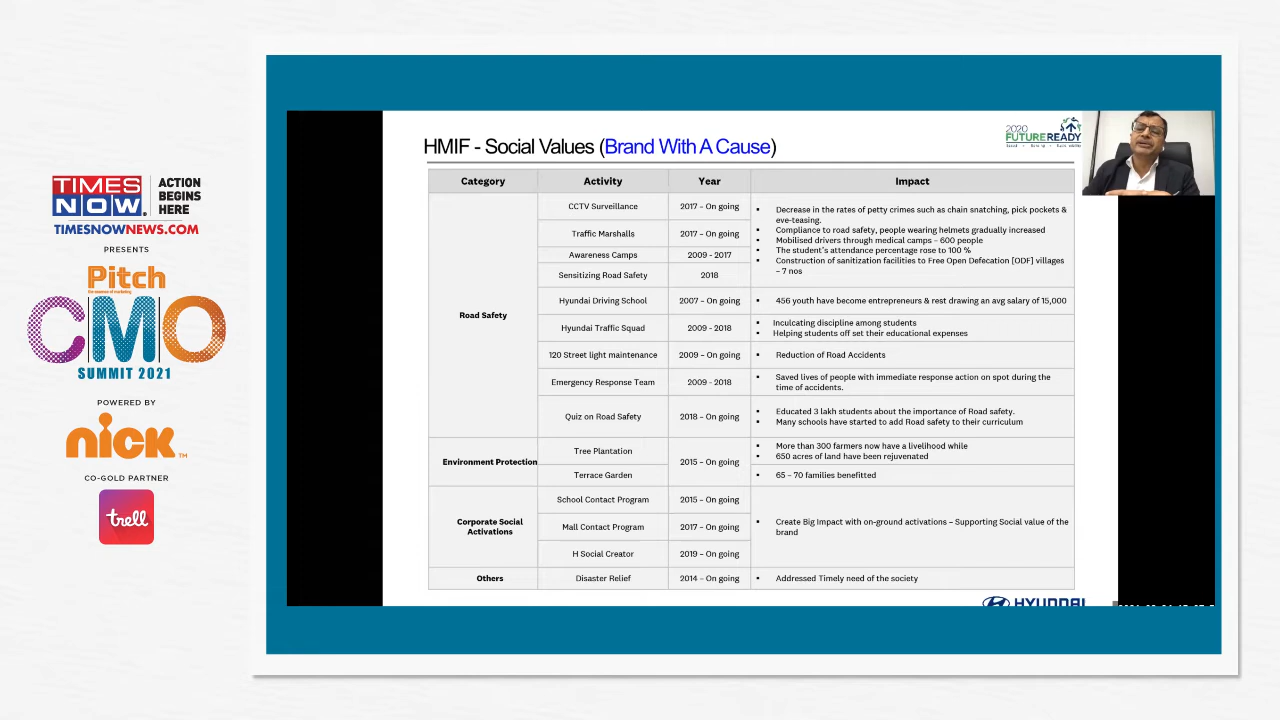 TIMES
NOW.
ACTION
BEGINS
HERE
TIMESNOWNEWS.COM
PRESENTS
Pitch
the essence of marketing
CMO
SUMMIT 2021
POWERED BY
nick™
CO-GOLD PARTNER
trell
HMIF - Social Values (Brand With A Cause)
2020
FUTUREREADY
Category Activity Year Impact
Road Safety
CCTV Surveillance 2017 – On going
Traffic Marshalls 2017 – On going
Awareness Camps 2009 - 2017
Sensitizing Road Safety 2018
▪ Decrease in the rates of petty crimes such as chain snatching, pick pockets &
eve-teasing.
▪ Compliance to road safety, people wearing helmets gradually increased
▪ Mobilised drivers through medical camps – 600 people
▪ The student's attendance percentage rose to 100 %
▪ Construction of sanitization facilities to Free Open Defecation [ODF] villages
– 7 nos
Hyundai Driving School 2007 – On going ▪ 456 youth have become entrepreneurs & rest drawing an avg salary of 15,000
Hyundai Traffic Squad 2009 - 2018
▪ Inculcating discipline among students
▪ Helping students off set their educational expenses
120 Street light maintenance 2009 – On going ▪ Reduction of Road Accidents
Emergency Response Team 2009 - 2018
▪ Saved lives of people with immediate response action on spot during the
time of accidents.
Quiz on Road Safety 2018 – On going
▪ Educated 3 lakh students about the importance of Road safety.
▪ Many schools have started to add Road safety to their curriculum
Environment Protection
Tree Plantation
2015 – On going
▪ More than 300 farmers now have a livelihood while
▪ 650 acres of land have been rejuvenated
Terrace Garden
▪ 65 – 70 families benefitted
Corporate Social
Activations
School Contact Program 2015 – On going
Mall Contact Program 2017 – On going
H Social Creator 2019 – On going
▪ Create Big Impact with on-ground activations – Supporting Social value of the
brand
Others Disaster Relief 2014 – On going ▪ Addressed Timely need of the society
HYUNDAI